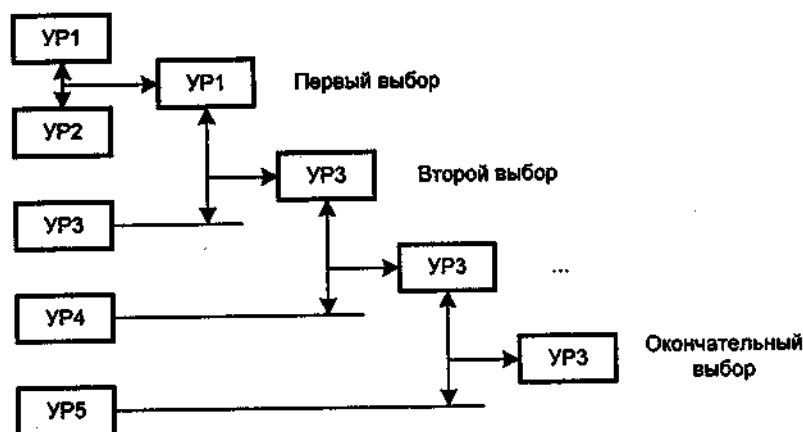 УР1
УР1 Первый выбор
УР2
УР3 Второй выбор
УР3
УР3 ...
УР4
УР3 Окончательный
выбор
УР5